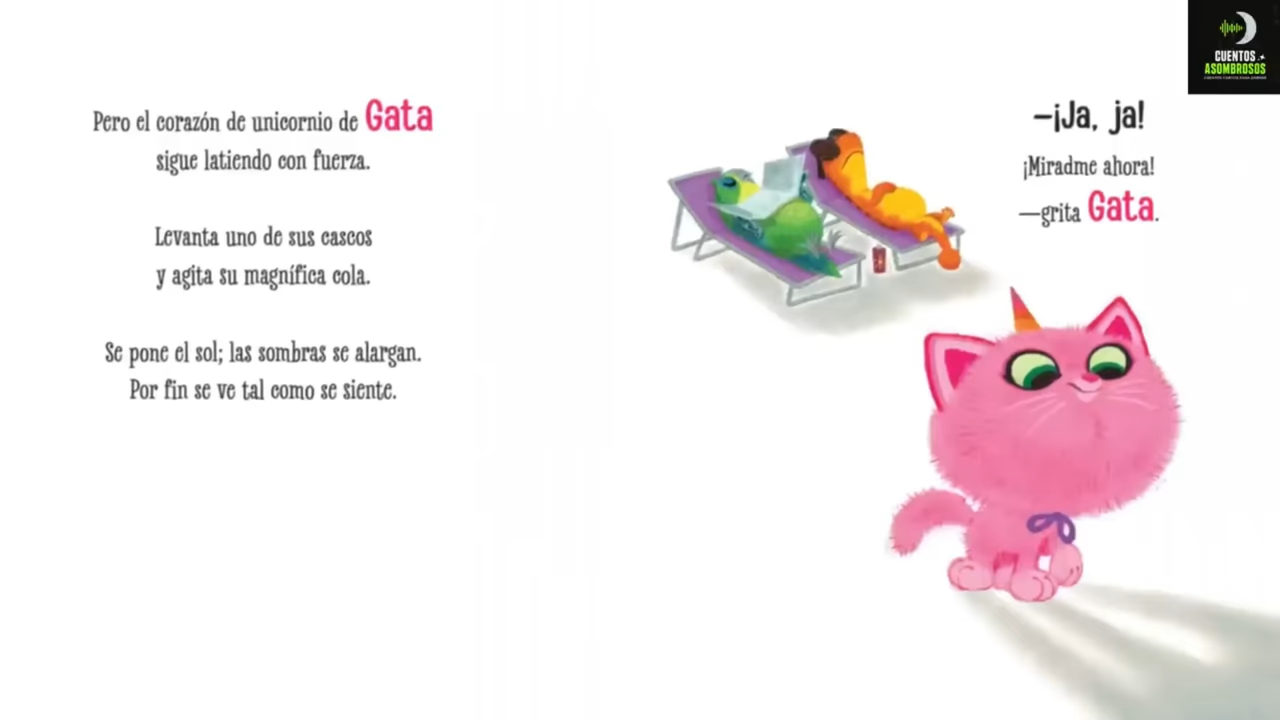 Pero el corazón de unicornio de Gata
sigue latiendo con fuerza.
Levanta uno de sus cascos
y agita su magnífica cola.
Se pone el sol; las sombras se alargan.
Por fin se ve tal como se siente.
—¡Ja, ja!
¡Miradme ahora!
—grita Gata.
CUENTOS
ASOMBROSOS